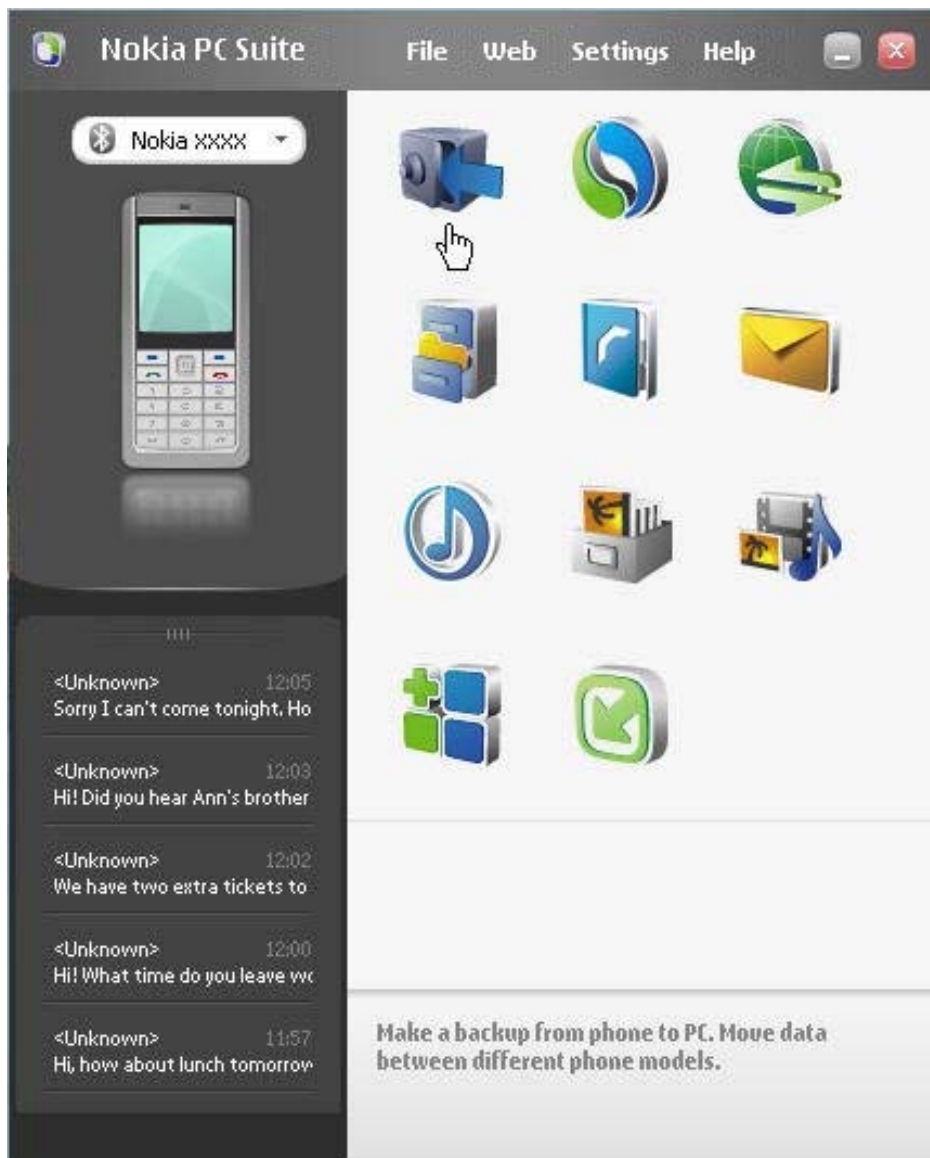 Nokia PC Suite
File Web Settings Help
Nokia xxxx
<Unknown> 12:05
Sorry I can't come tonight. Ho
<Unknown> 12:03
Hi! Did you hear Ann's brother
<Unknown> 12:02
We have two extra tickets to
<Unknown> 12:00
Hi! What time do you leave
<Unknown> 11:57
Hi, how about lunch tomorrow
Make a backup from phone to PC. Move data
between different phone models.